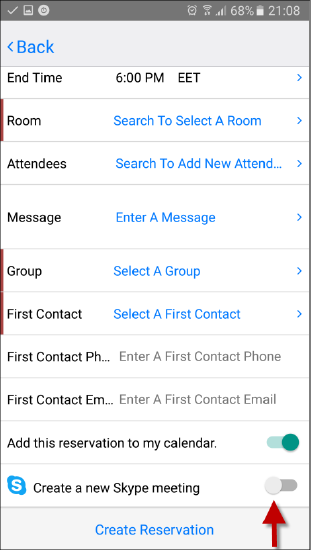 68% 21:08
Back
End Time 6:00 PM EET
Room Search To Select A Room
Attendees Search To Add New Attend...
Message Enter A Message
Group Select A Group
First Contact Select A First Contact
First Contact Ph... Enter A First Contact Phone
First Contact Em... Enter A First Contact Email
Add this reservation to my calendar.
Create a new Skype meeting
Create Reservation